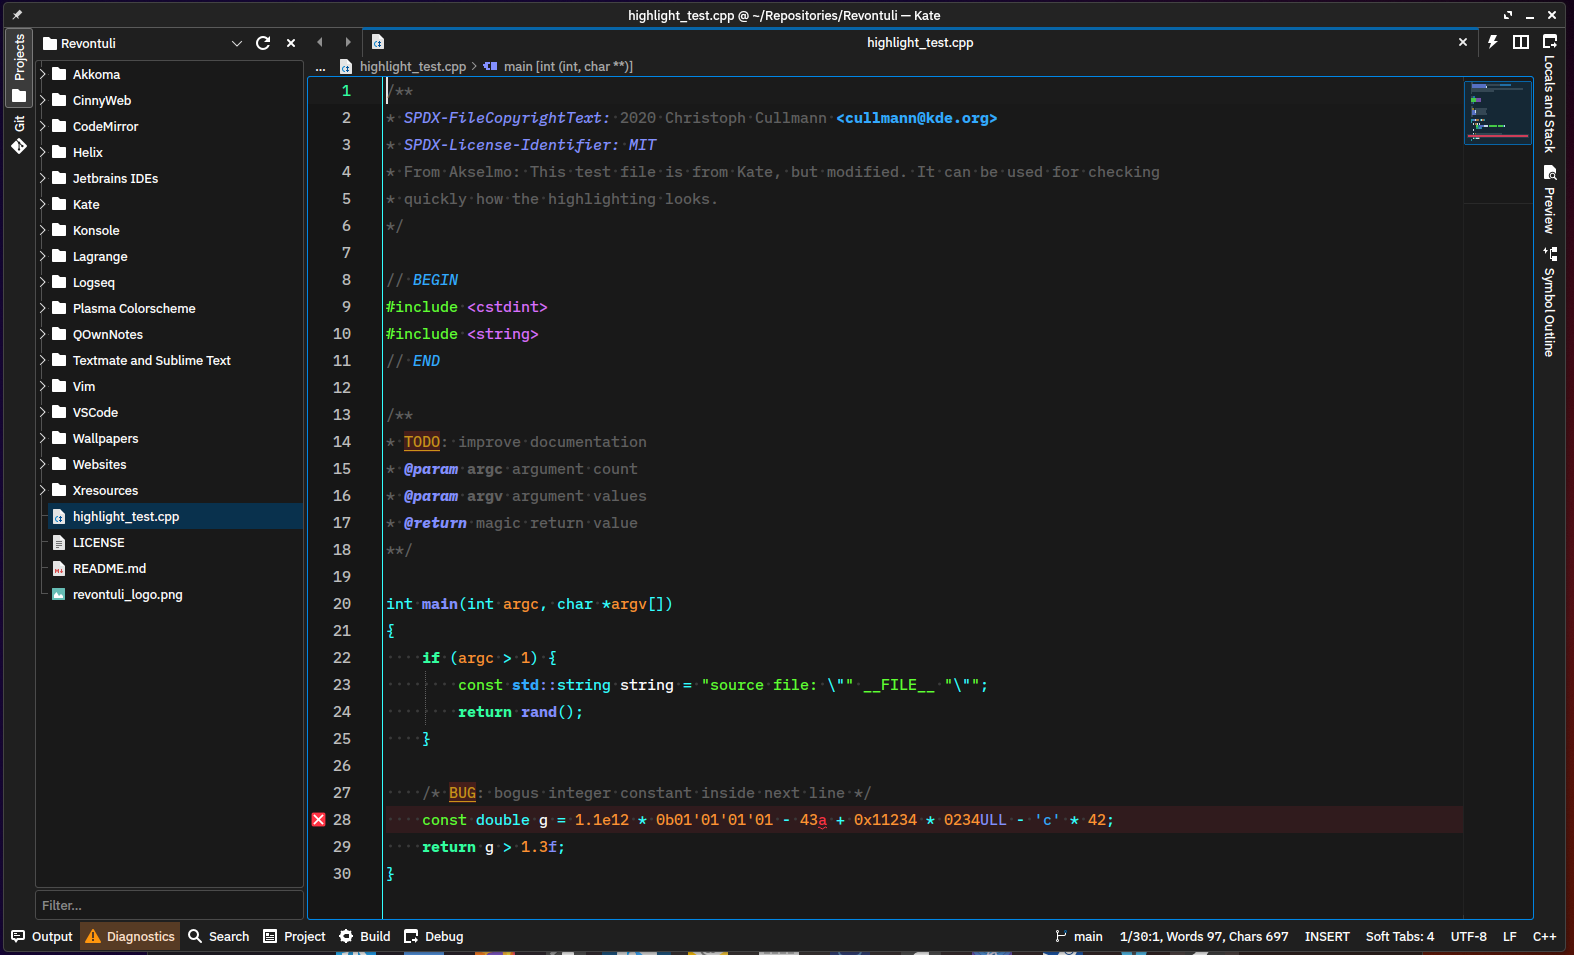 highlight_test.cpp @ ~/Repositories/Revontuli — Kate
Projects
Git
Revontuli
Akkoma
CinnyWeb
CodeMirror
Helix
Jetbrains IDEs
Kate
Konsole
Lagrange
Logseq
Plasma Colorscheme
QOwnNotes
Textmate and Sublime Text
Vim
VSCode
Wallpapers
Websites
Xresources
highlight_test.cpp
LICENSE
README.md
revontuli_logo.png
Filter...
highlight_test.cpp
... highlight_test.cpp > main [int (int, char **)]
1 /**
2 * SPDX-FileCopyrightText: 2020 Christoph Cullmann <cullmann@kde.org>
3 * SPDX-License-Identifier: MIT
4 * From Akselmo: This test file is from Kate, but modified. It can be used for checking
5 * quickly how the highlighting looks.
6 */
7
8 // BEGIN
9 #include <cstdint>
10 #include <string>
11 // END
12
13 /**
14 * TODO: improve documentation
15 * @param argc argument count
16 * @param argv argument values
17 * @return magic return value
18 **/
19
20 int main(int argc, char *argv[])
21 {
22     if (argc > 1) {
23         const std::string string = "source file: \"" __FILE__ "\"";
24         return rand();
25     }
26
27     /* BUG: bogus integer constant inside next line */
28     const double g = 1.1e12 * 0b01'01'01'01 - 43a + 0x11234 * 0234ULL - 'c' * 42;
29     return g > 1.3f;
30 }
Locals and Stack
Preview
Symbol Outline
Output Diagnostics Search Project Build Debug main 1/30:1, Words 97, Chars 697 INSERT Soft Tabs: 4 UTF-8 LF C++